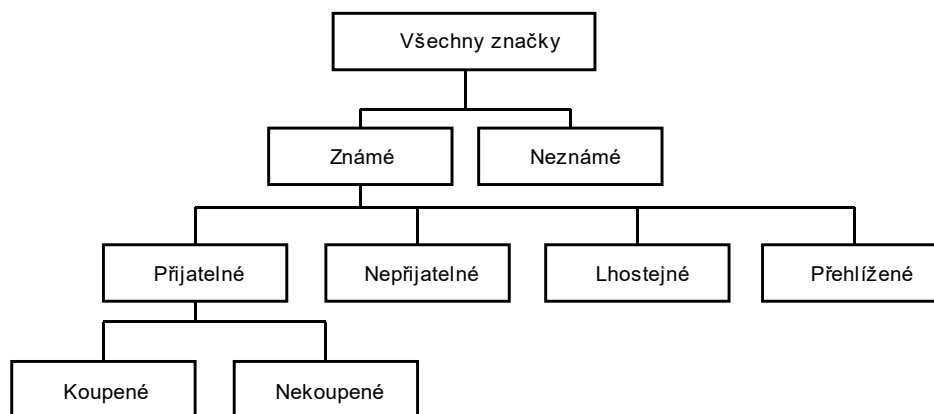 Všechny značky
Známé
Neznámé
Přijatelné
Nepřijatelné
Lhostejné
Přehlížené
Koupené
Nekoupené